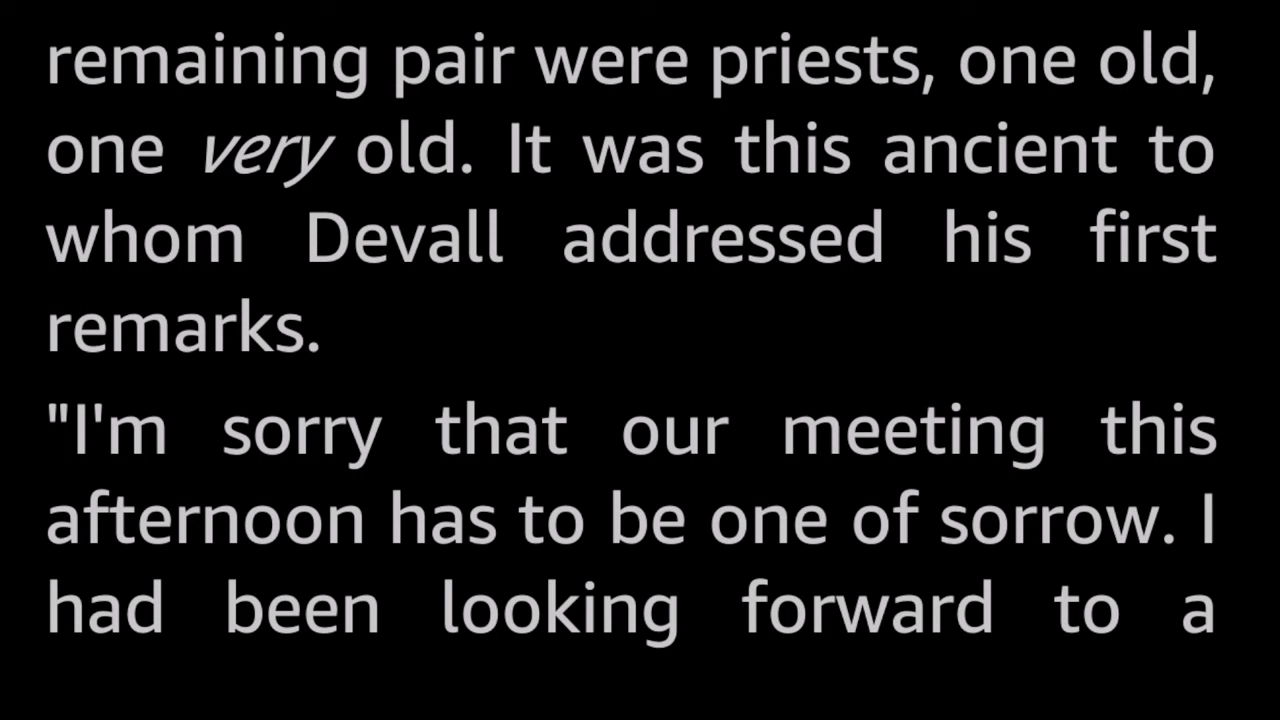 remaining pair were priests, one old,
one very old. It was this ancient to
whom Devall addressed his first
remarks.
"I'm sorry that our meeting this
afternoon has to be one of sorrow. I
had been looking forward to a